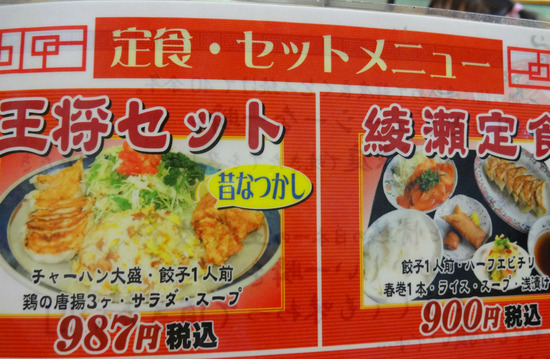 定食・セットメニュー
王将セット
昔なつかし
チャーハン大盛・餃子1人前
鶏の唐揚3ヶ・サラダ・スープ
987円税込
綾瀬定食
餃子1人前・ハーフエビチリ
春巻1本・ライス・スープ・浅漬け
900円税込